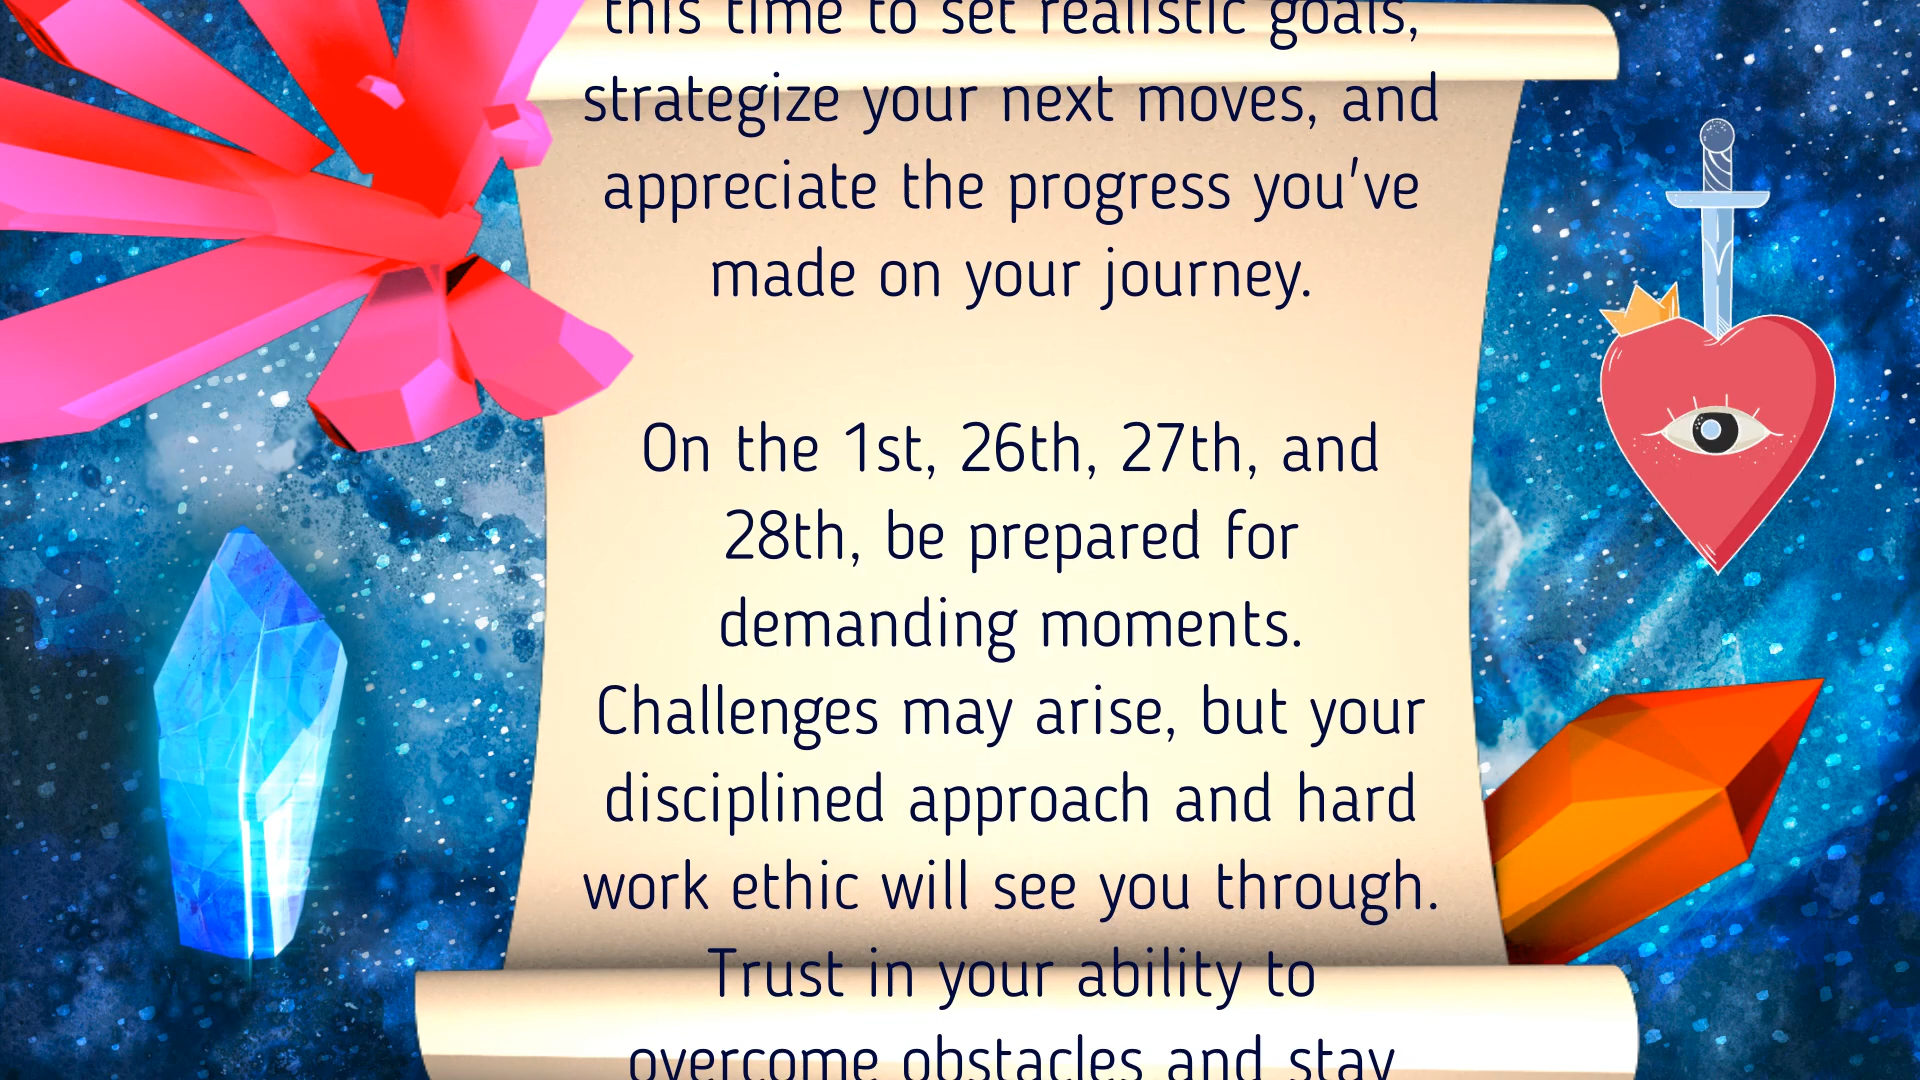 this time to set realistic goals,
strategize your next moves, and
appreciate the progress you've
made on your journey.
On the 1st, 26th, 27th, and
28th, be prepared for
demanding moments.
Challenges may arise, but your
disciplined approach and hard
work ethic will see you through.
Trust in your ability to
overcome obstacles and stay